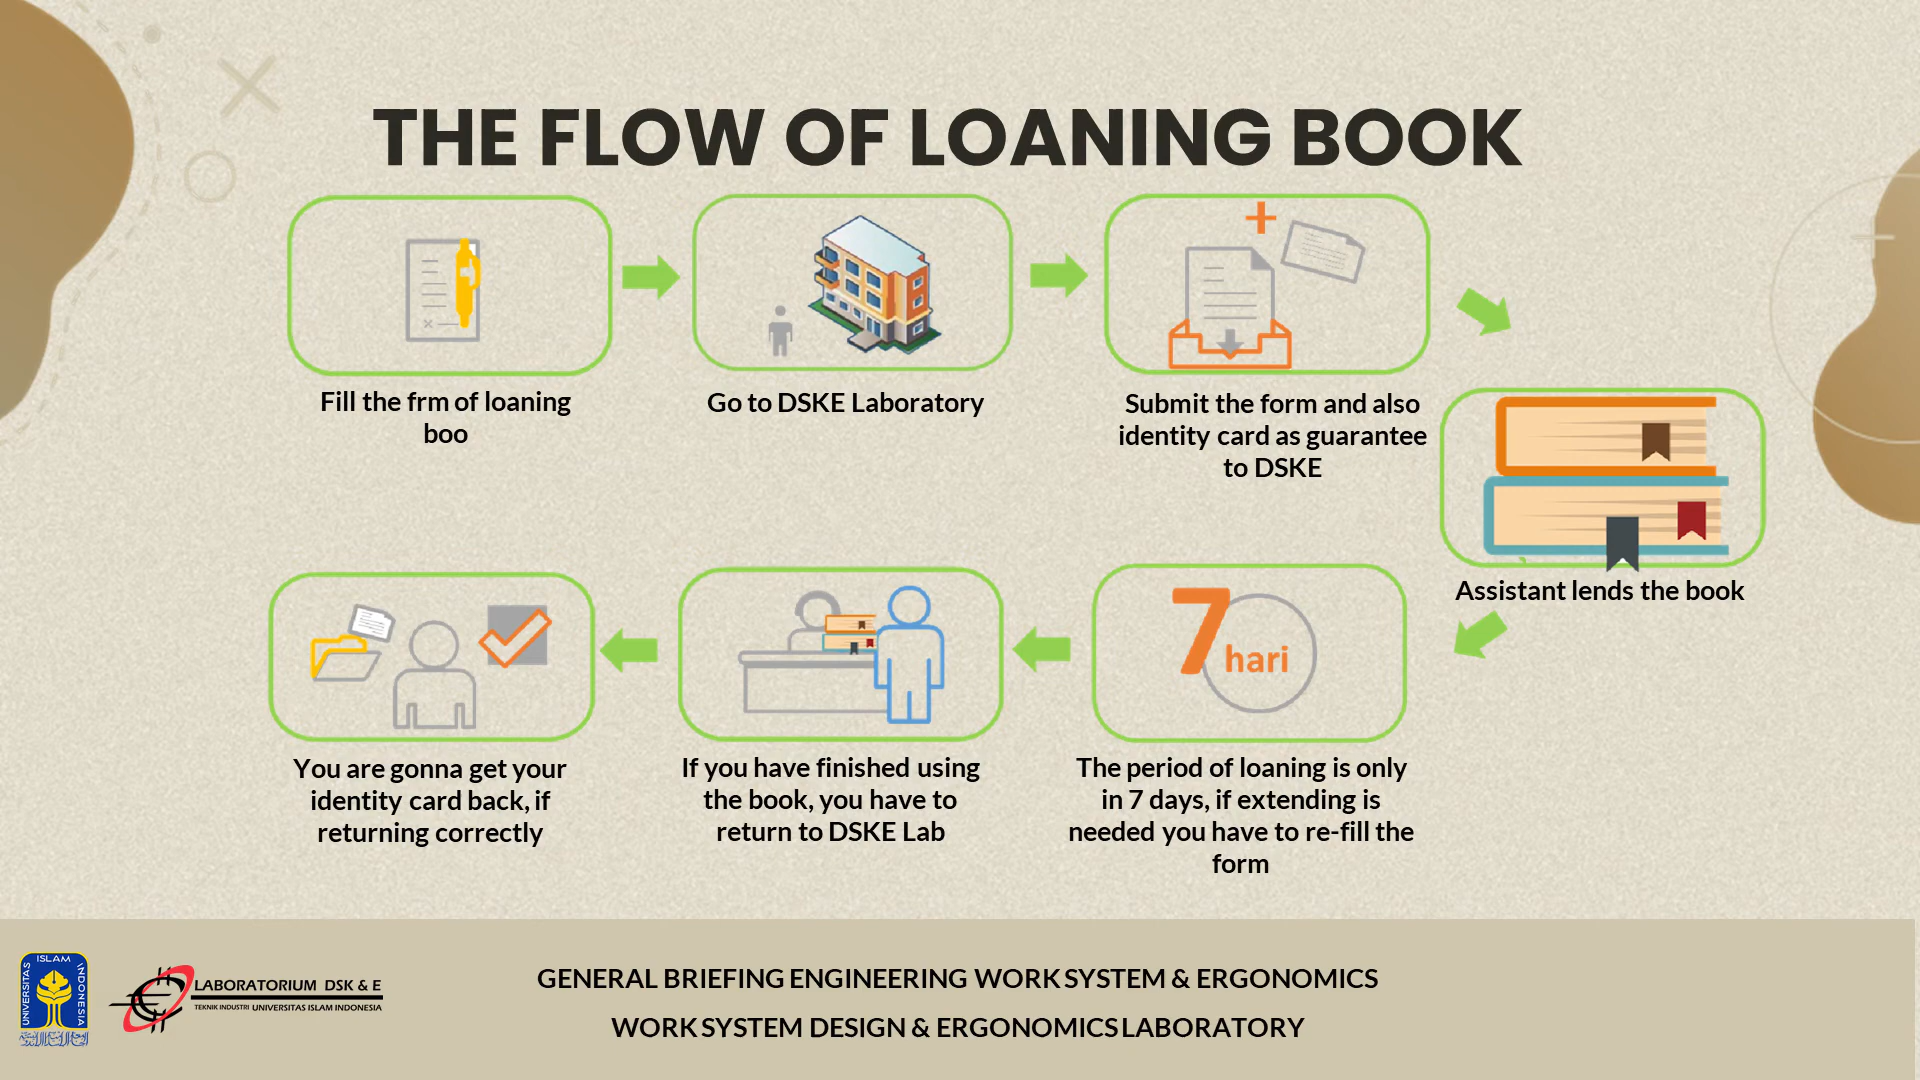 THE FLOW OF LOANING BOOK
Fill the frm of loaning
boo
Go to DSKE Laboratory
Submit the form and also
identity card as guarantee
to DSKE
Assistant lends the book
7
hari
The period of loaning is only
in 7 days, if extending is
needed you have to re-fill the
form
If you have finished using
the book, you have to
return to DSKE Lab
You are gonna get your
identity card back, if
returning correctly
UNIVERSITAS
ISLAM
INDONESIA
LABORATORIUM DSK & E
TEKNIK INDUSTRI UNIVERSITAS ISLAM INDONESIA
GENERAL BRIEFING ENGINEERING WORK SYSTEM & ERGONOMICS
WORK SYSTEM DESIGN & ERGONOMICS LABORATORY